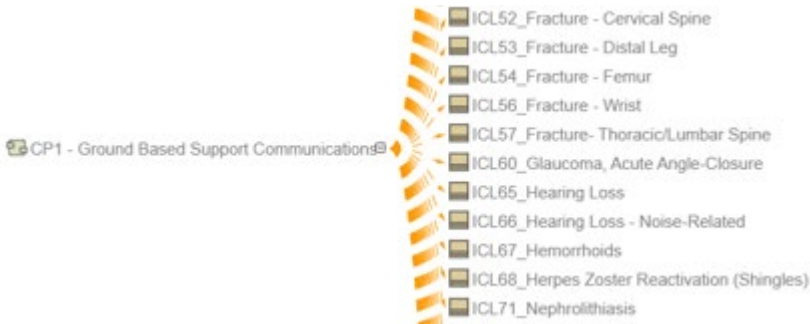 ICL52_Fracture - Cervical Spine
ICL53_Fracture - Distal Leg
ICL54_Fracture - Femur
ICL56_Fracture - Wrist
ICL57_Fracture- Thoracic/Lumbar Spine
CP1 - Ground Based Support Communications
ICL60_Glaucoma, Acute Angle-Closure
ICL65_Hearing Loss
ICL66_Hearing Loss - Noise-Related
ICL67_Hemorrhoids
ICL68_Herpes Zoster Reactivation (Shingles)
ICL71_Nephrolithiasis